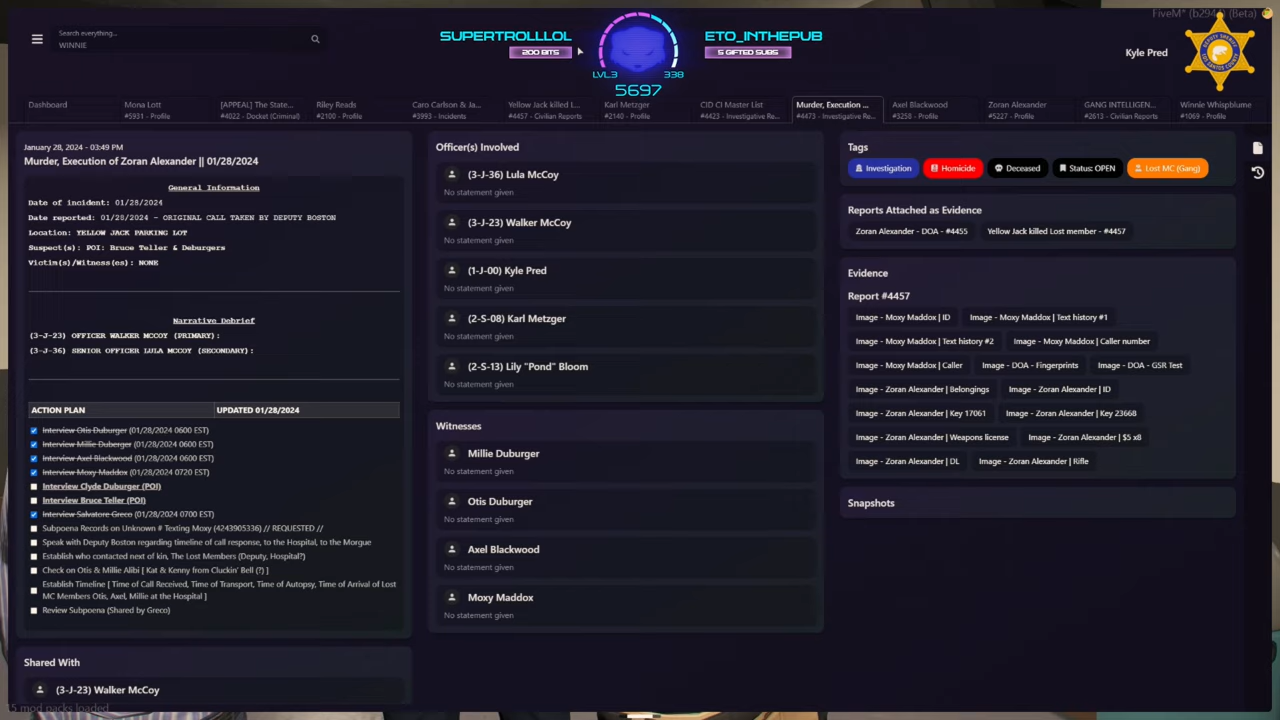 FiveM* (b294 (Beta)
Search everything...
WINNIE
SUPERTROLLLOL
200 BITS
ETO_INTHEPUB
5 GIFTED SUBS
LVL3
338
5697
Kyle Pred
Dashboard
Mona Lott
#5931 - Profile
[APPEAL] The State...
#4022 - Docket (Criminal)
Riley Reads
#2100 - Profile
Caro Carlson & Ja...
#3993 - Incidents
Yellow Jack killed L...
#4457 - Civilian Reports
Karl Metzger
#2140 - Profile
CID CI Master List
#4423 - Investigative Re...
Murder, Execution ...
#4473 - Investigative Re...
Axel Blackwood
#3258 - Profile
Zoran Alexander
#5227 - Profile
GANG INTELLIGEN...
#2613 - Civilian Reports
Winnie Whispblume
#1069 - Profile
January 28, 2024 - 03:49 PM
Murder, Execution of Zoran Alexander || 01/28/2024
General Information
Date of incident: 01/28/2024
Date reported: 01/28/2024 - ORIGINAL CALL TAKEN BY DEPUTY BOSTON
Location: YELLOW JACK PARKING LOT
Suspect(s): POI: Bruce Teller & Deburgers
Victim(s)/Witness(es): NONE
Narrative Debrief
(3-J-23) OFFICER WALKER MCCOY (PRIMARY):
(3-J-36) SENIOR OFFICER LULA MCCOY (SECONDARY):
ACTION PLAN
UPDATED 01/28/2024
Interview Otis Duburger (01/28/2024 0600 EST)
Interview Millie Duberger (01/28/2024 0600 EST)
Interview Axel Blackwood (01/28/2024 0600 EST)
Interview Moxy Maddox (01/28/2024 0720 EST)
Interview Clyde Duburger (POI)
Interview Bruce Teller (POI)
Interview Salvatore Greco (01/28/2024 0700 EST)
Subpoena Records on Unknown # Texting Moxy (4243905336) // REQUESTED //
Speak with Deputy Boston regarding timeline of call response, to the Hospital, to the Morgue
Establish who contacted next of kin, The Lost Members (Deputy, Hospital?)
Check on Otis & Millie Alibi [ Kat & Kenny from Cluckin' Bell (?) ]
Establish Timeline [ Time of Call Received, Time of Transport, Time of Autopsy, Time of Arrival of Lost
MC Members Otis, Axel, Millie at the Hospital ]
Review Subpoena (Shared by Greco)
Shared With
(3-J-23) Walker McCoy
15 mod packs loaded
Officer(s) Involved
(3-J-36) Lula McCoy
No statement given
(3-J-23) Walker McCoy
No statement given
(1-J-00) Kyle Pred
No statement given
(2-S-08) Karl Metzger
No statement given
(2-S-13) Lily "Pond" Bloom
No statement given
Witnesses
Millie Duburger
No statement given
Otis Duburger
No statement given
Axel Blackwood
No statement given
Moxy Maddox
No statement given
Tags
Investigation
Homicide
Deceased
Status: OPEN
Lost MC (Gang)
Reports Attached as Evidence
Zoran Alexander - DOA - #4455
Yellow Jack killed Lost member - #4457
Evidence
Report #4457
Image - Moxy Maddox | ID
Image - Moxy Maddox | Text history #1
Image - Moxy Maddox | Text history #2
Image - Moxy Maddox | Caller number
Image - Moxy Maddox | Caller
Image - DOA - Fingerprints
Image - DOA - GSR Test
Image - Zoran Alexander | Belongings
Image - Zoran Alexander | ID
Image - Zoran Alexander | Key 17061
Image - Zoran Alexander | Key 23668
Image - Zoran Alexander | Weapons license
Image - Zoran Alexander | $5 x8
Image - Zoran Alexander | DL
Image - Zoran Alexander | Rifle
Snapshots